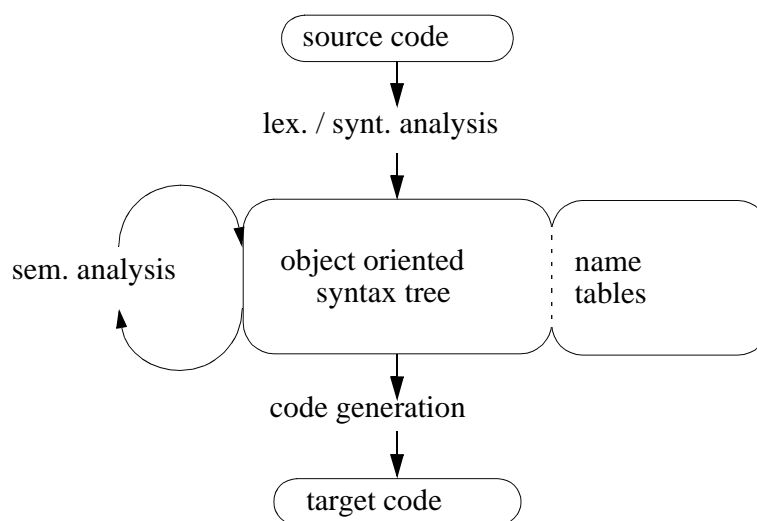 source code
lex. / synt. analysis
sem. analysis
object oriented
syntax tree
name
tables
code generation
target code